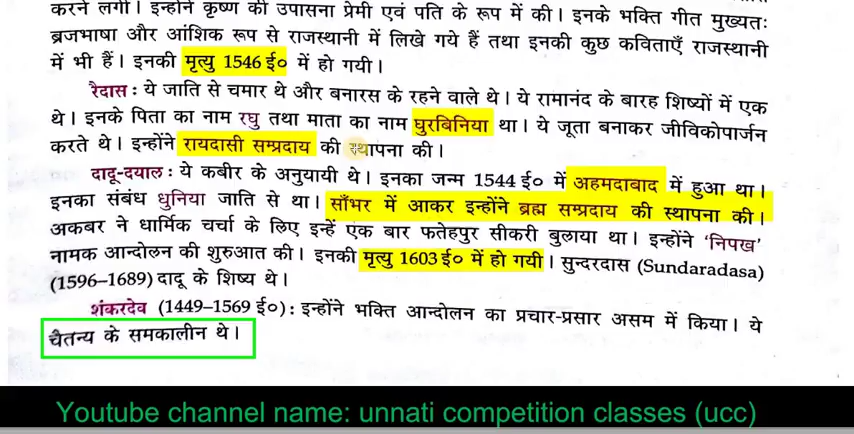 करने लगीं। इन्होंने कृष्ण की उपासना प्रेमी एवं पति के रूप में की। इनके भक्ति गीत मुख्यतः
ब्रजभाषा और आंशिक रूप से राजस्थानी में लिखे गये हैं तथा इनकी कुछ कविताएँ राजस्थानी
में भी हैं। इनकी मृत्यु 1546 ई० में हो गयी।
रैदास : ये जाति से चमार थे और बनारस के रहने वाले थे। ये रामानंद के बारह शिष्यों में एक
थे। इनके पिता का नाम रघु तथा माता का नाम घुरबिनिया था। ये जूता बनाकर जीविकोपार्जन
करते थे। इन्होंने रायदासी सम्प्रदाय की स्थापना की।
दादू-दयाल : ये कबीर के अनुयायी थे। इनका जन्म 1544 ई० में अहमदाबाद में हुआ था।
इनका संबंध धुनिया जाति से था। साँभर में आकर इन्होंने ब्रह्म सम्प्रदाय की स्थापना की।
अकबर ने धार्मिक चर्चा के लिए इन्हें एक बार फतेहपुर सीकरी बुलाया था। इन्होंने ‘निपख’
नामक आन्दोलन की शुरुआत की। इनकी मृत्यु 1603 ई० में हो गयी। सुन्दरदास (Sundaradasa)
(1596–1689) दादू के शिष्य थे।
शंकरदेव (1449–1569 ई०) : इन्होंने भक्ति आन्दोलन का प्रचार-प्रसार असम में किया। ये
चैतन्य के समकालीन थे।
Youtube channel name: unnati competition classes (ucc)